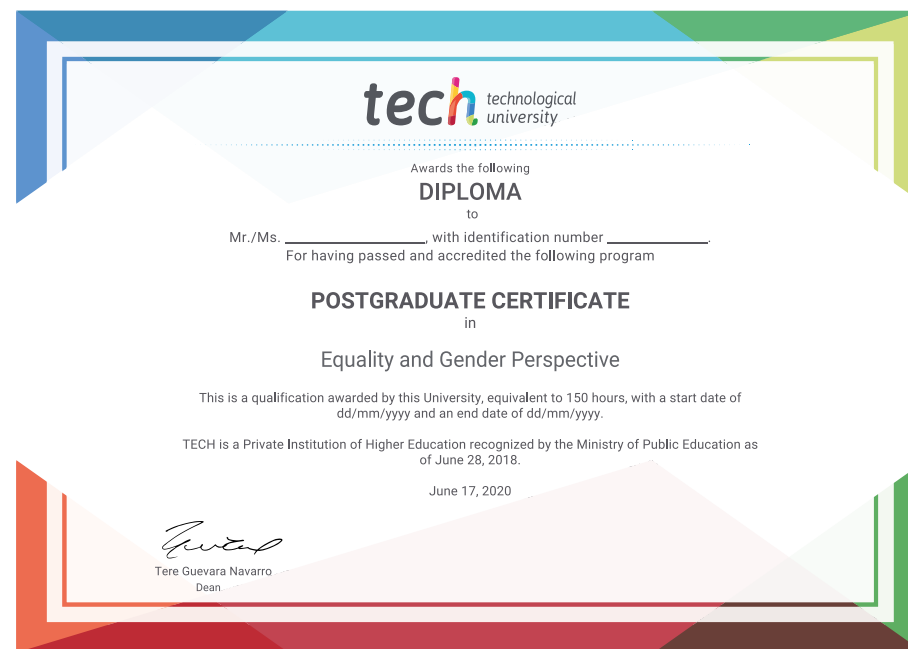 tech technological
university
Awards the following
DIPLOMA
to
Mr./Ms. ____________________, with identification number ______________.
For having passed and accredited the following program
POSTGRADUATE CERTIFICATE
in
Equality and Gender Perspective
This is a qualification awarded by this University, equivalent to 150 hours, with a start date of
dd/mm/yyyy and an end date of dd/mm/yyyy.
TECH is a Private Institution of Higher Education recognized by the Ministry of Public Education as
of June 28, 2018.
June 17, 2020
Tere Guevara Navarro
Dean